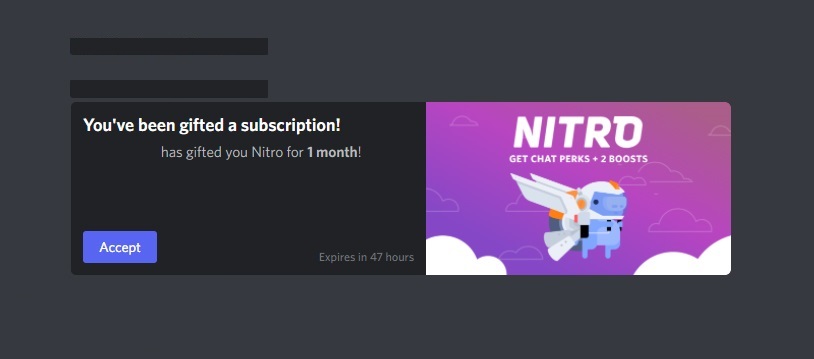 You've been gifted a subscription!
has gifted you Nitro for 1 month!
Accept
Expires in 47 hours
NITRO
GET CHAT PERKS + 2 BOOSTS